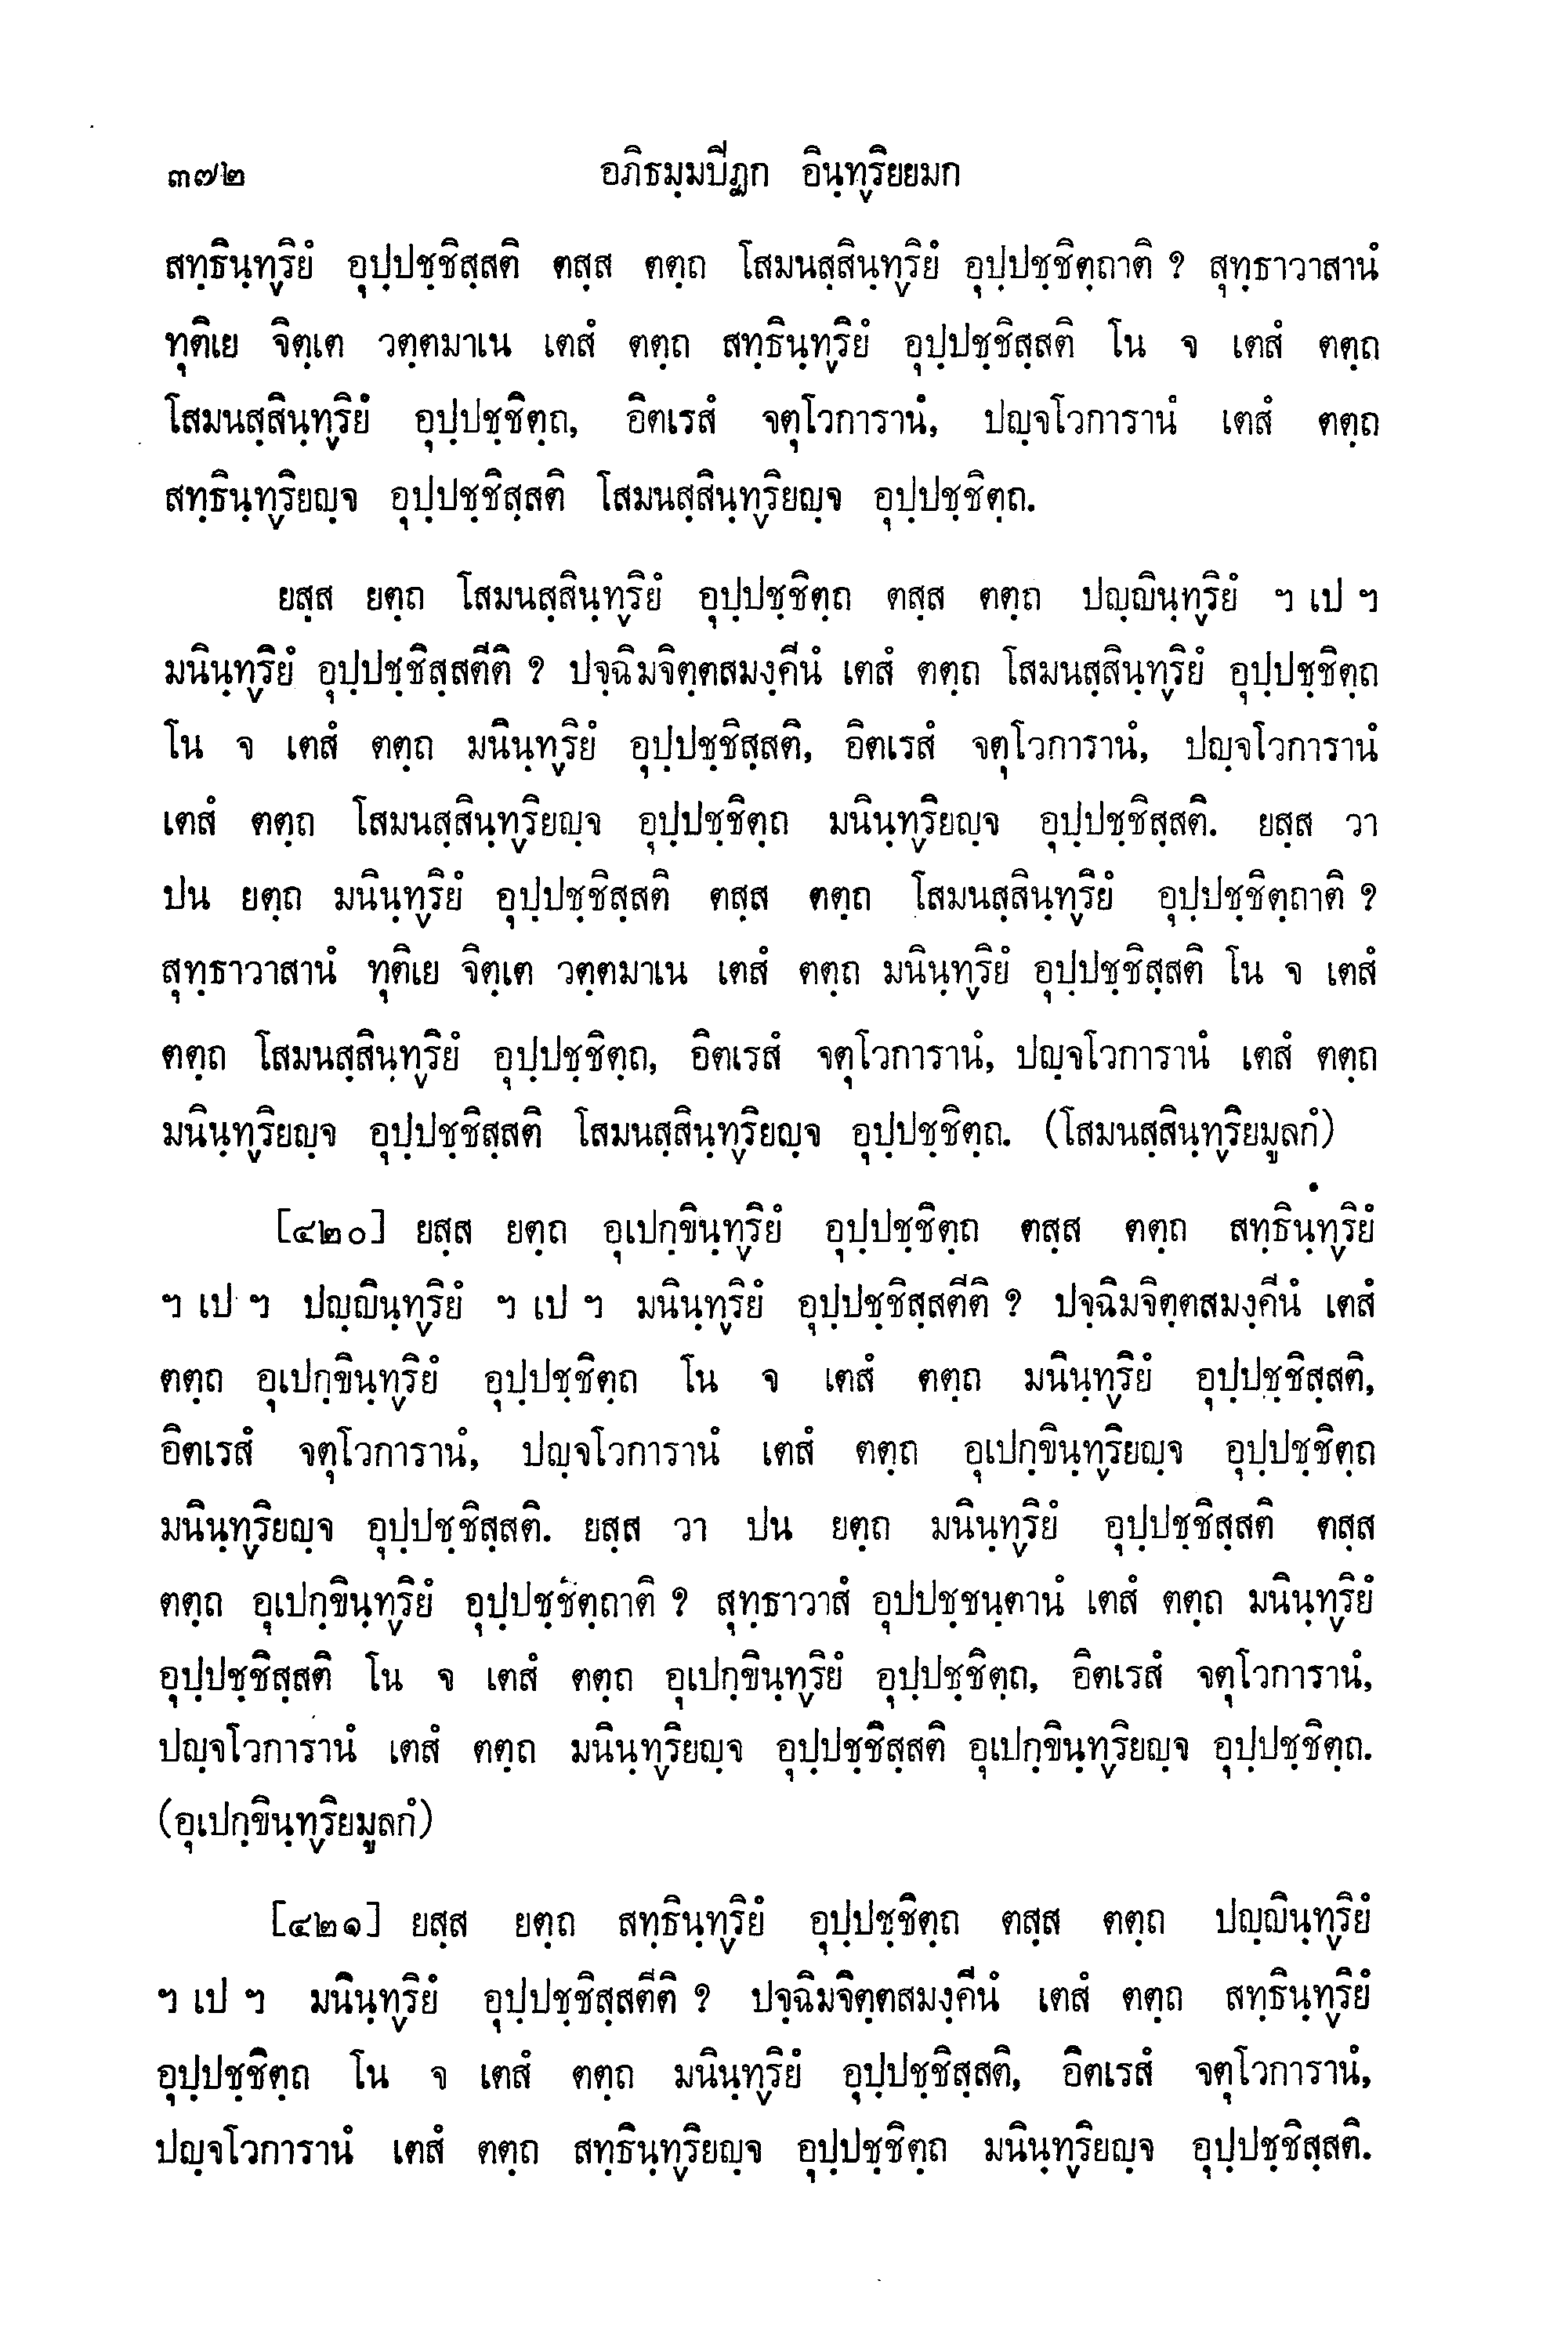 ๓๗๒ อภิธมฺมปิฏก อินฺทฺริยยมก
สทฺธินฺทฺริยํ อุปฺปชฺชิสฺสติ ตสฺส ตตฺถ โสมนสฺสินฺทฺริยํ อุปฺปชฺชิตฺถาติ ? สุทฺธาวาสานํ
ทุติเย จิตฺเต วตฺตมาเน เตสํ ตตฺถ สทฺธินฺทฺริยํ อุปฺปชฺชิสฺสติ โน จ เตสํ ตตฺถ
โสมนสฺสินฺทฺริยํ อุปฺปชฺชิตฺถ, อิตเรสํ จตุโวการานํ, ปญฺจโวการานํ เตสํ ตตฺถ
สทฺธินฺทฺริยญฺจ อุปฺปชฺชิสฺสติ โสมนสฺสินฺทฺริยญฺจ อุปฺปชฺชิตฺถ.
ยสฺส ยตฺถ โสมนสฺสินฺทฺริยํ อุปฺปชฺชิตฺถ ตสฺส ตตฺถ ปญฺญินฺทฺริยํ ฯ เป ฯ
มนินฺทฺริยํ อุปฺปชฺชิสฺสตีติ ? ปจฺฉิมจิตฺตสมงฺคีนํ เตสํ ตตฺถ โสมนสฺสินฺทฺริยํ อุปฺปชฺชิตฺถ
โน จ เตสํ ตตฺถ มนินฺทฺริยํ อุปฺปชฺชิสฺสติ, อิตเรสํ จตุโวการานํ, ปญฺจโวการานํ
เตสํ ตตฺถ โสมนสฺสินฺทฺริยญฺจ อุปฺปชฺชิตฺถ มนินฺทฺริยญฺจ อุปฺปชฺชิสฺสติ. ยสฺส วา
ปน ยตฺถ มนินฺทฺริยํ อุปฺปชฺชิสฺสติ ตสฺส ตตฺถ โสมนสฺสินฺทฺริยํ อุปฺปชฺชิตฺถาติ ?
สุทฺธาวาสานํ ทุติเย จิตฺเต วตฺตมาเน เตสํ ตตฺถ มนินฺทฺริยํ อุปฺปชฺชิสฺสติ โน จ เตสํ
ตตฺถ โสมนสฺสินฺทฺริยํ อุปฺปชฺชิตฺถ, อิตเรสํ จตุโวการานํ, ปญฺจโวการานํ เตสํ ตตฺถ
มนินฺทฺริยญฺจ อุปฺปชฺชิสฺสติ โสมนสฺสินฺทฺริยญฺจ อุปฺปชฺชิตฺถ. (โสมนสฺสินฺทฺริยมูลกํ)
[๔๒๐] ยสฺส ยตฺถ อุเปกฺขินฺทฺริยํ อุปฺปชฺชิตฺถ ตสฺส ตตฺถ สทฺธินฺทฺริยํ
ฯ เป ฯ ปญฺญินฺทฺริยํ ฯ เป ฯ มนินฺทฺริยํ อุปฺปชฺชิสฺสตีติ ? ปจฺฉิมจิตฺตสมงฺคีนํ เตสํ
ตตฺถ อุเปกฺขินฺทฺริยํ อุปฺปชฺชิตฺถ โน จ เตสํ ตตฺถ มนินฺทฺริยํ อุปฺปชฺชิสฺสติ,
อิตเรสํ จตุโวการานํ, ปญฺจโวการานํ เตสํ ตตฺถ อุเปกฺขินฺทฺริยญฺจ อุปฺปชฺชิตฺถ
มนินฺทฺริยญฺจ อุปฺปชฺชิสฺสติ. ยสฺส วา ปน ยตฺถ มนินฺทฺริยํ อุปฺปชฺชิสฺสติ ตสฺส
ตตฺถ อุเปกฺขินฺทฺริยํ อุปฺปชฺชิตฺถาติ ? สุทฺธาวาสํ อุปปชฺชนฺตานํ เตสํ ตตฺถ มนินฺทฺริยํ
อุปฺปชฺชิสฺสติ โน จ เตสํ ตตฺถ อุเปกฺขินฺทฺริยํ อุปฺปชฺชิตฺถ, อิตเรสํ จตุโวการานํ,
ปญฺจโวการานํ เตสํ ตตฺถ มนินฺทฺริยญฺจ อุปฺปชฺชิสฺสติ อุเปกฺขินฺทฺริยญฺจ อุปฺปชฺชิตฺถ.
(อุเปกฺขินฺทฺริยมูลกํ)
[๔๒๑] ยสฺส ยตฺถ สทฺธินฺทฺริยํ อุปฺปชฺชิตฺถ ตสฺส ตตฺถ ปญฺญินฺทฺริยํ
ฯ เป ฯ มนินฺทฺริยํ อุปฺปชฺชิสฺสตีติ ? ปจฺฉิมจิตฺตสมงฺคีนํ เตสํ ตตฺถ สทฺธินฺทฺริยํ
อุปฺปชฺชิตฺถ โน จ เตสํ ตตฺถ มนินฺทฺริยํ อุปฺปชฺชิสฺสติ, อิตเรสํ จตุโวการานํ,
ปญฺจโวการานํ เตสํ ตตฺถ สทฺธินฺทฺริยญฺจ อุปฺปชฺชิตฺถ มนินฺทฺริยญฺจ อุปฺปชฺชิสฺสติ.